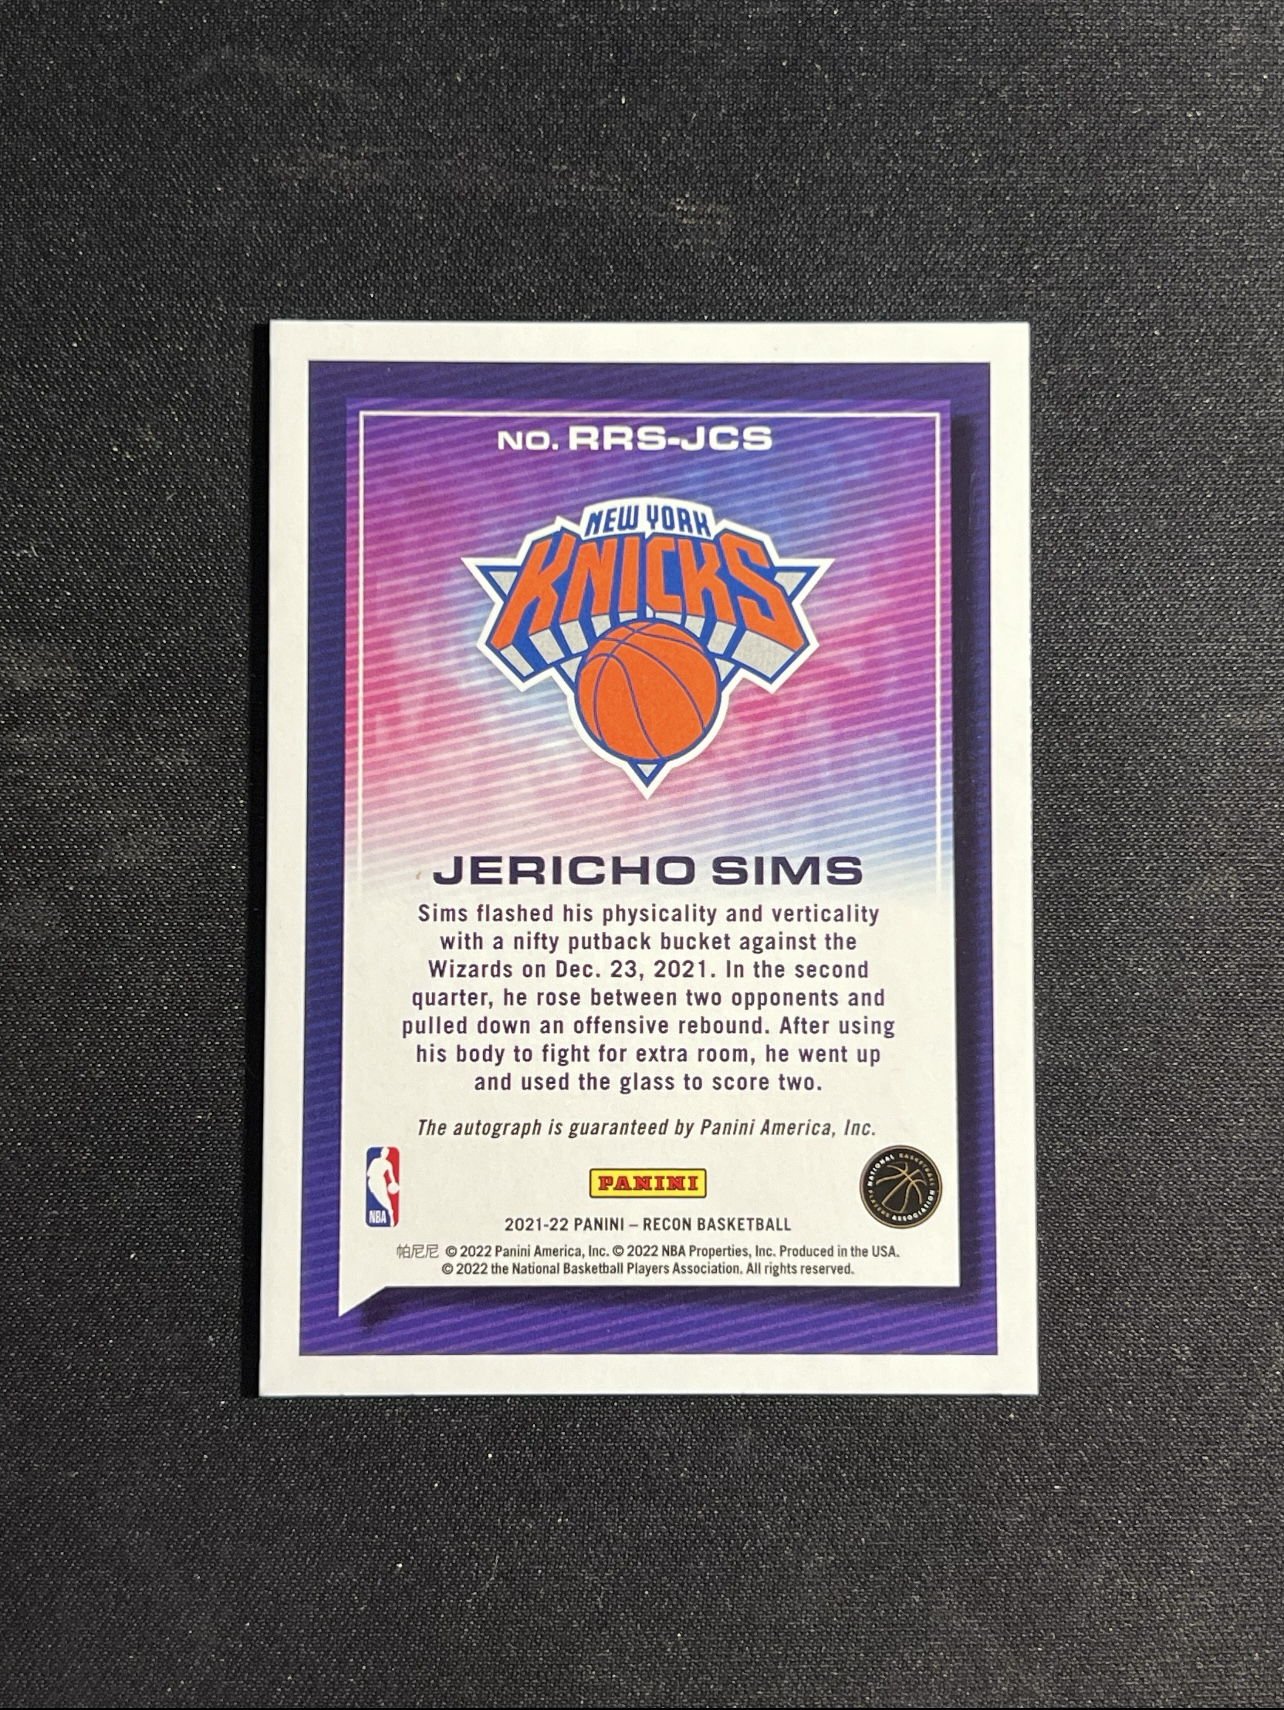 NO. RRS-JCS
NEW YORK
KNICKS
JERICHO SIMS
Sims flashed his physicality and verticality
with a nifty putback bucket against the
Wizards on Dec. 23, 2021. In the second
quarter, he rose between two opponents and
pulled down an offensive rebound. After using
his body to fight for extra room, he went up
and used the glass to score two.
The autograph is guaranteed by Panini America, Inc.
NBA
PANINI
NATIONAL BASKETBALL
PLAYERS ASSOCIATION
2021-22 PANINI – RECON BASKETBALL
帕尼尼 © 2022 Panini America, Inc. © 2022 NBA Properties, Inc. Produced in the USA.
© 2022 the National Basketball Players Association. All rights reserved.